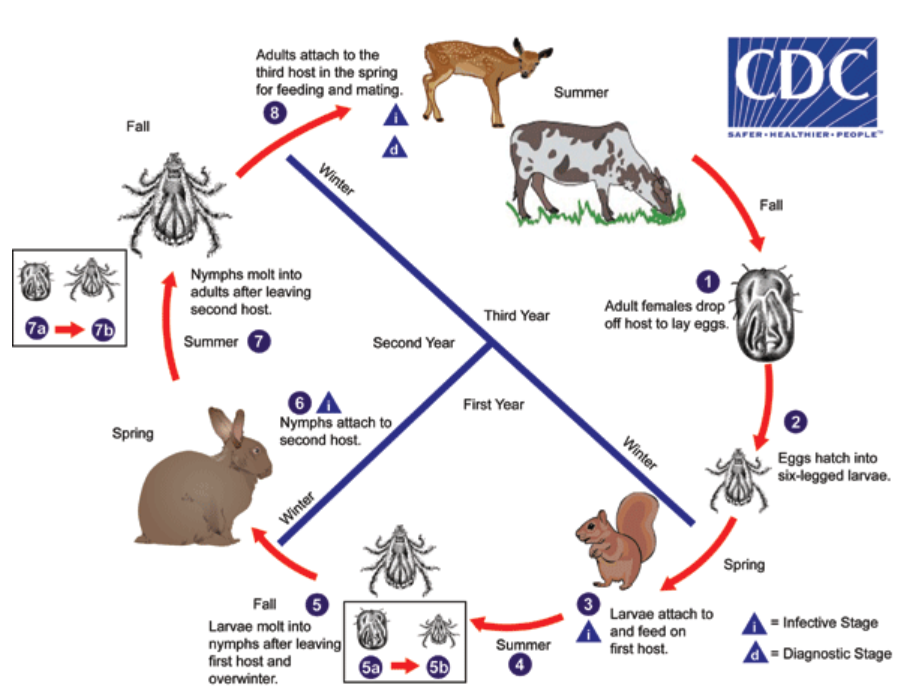 Adults attach to the
third host in the spring
for feeding and mating.
8
i
d
Summer
CDC
SAFER • HEALTHIER • PEOPLE™
Fall
Winter
Fall
1
Adult females drop
off host to lay eggs.
Nymphs molt into
adults after leaving
second host.
7a
7b
Summer 7
Third Year
Second Year
First Year
6 i
Nymphs attach to
second host.
Spring
2
Eggs hatch into
six-legged larvae.
Winter
Winter
Spring
Fall 5
Larvae molt into
nymphs after leaving
first host and
overwinter.
5a
5b
Summer
4
3
i
Larvae attach to
and feed on
first host.
i = Infective Stage
d = Diagnostic Stage